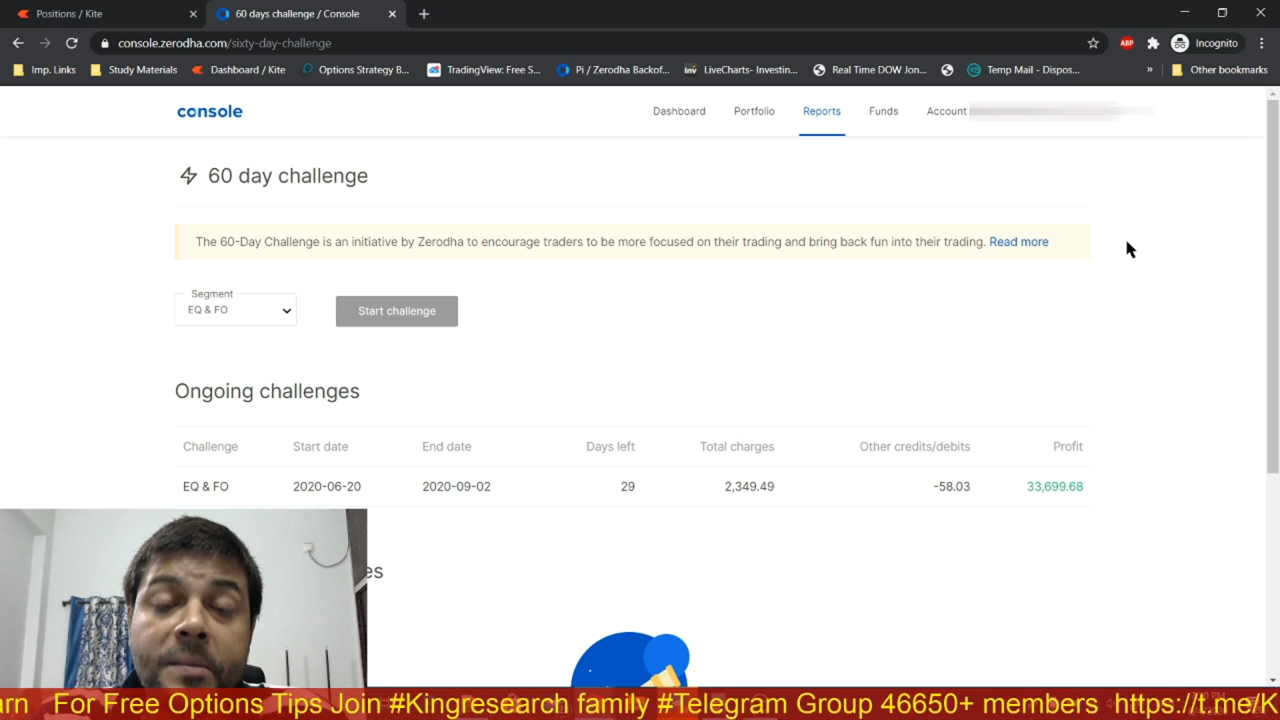 Positions / Kite
60 days challenge / Console
console.zerodha.com/sixty-day-challenge
ABP
Incognito
Imp. Links
Study Materials
Dashboard / Kite
Options Strategy B...
TradingView: Free S...
Pi / Zerodha Backof...
Inv
LiveCharts- Investin...
Real Time DOW Jon...
Temp Mail - Dispos...
»
Other bookmarks
console
Dashboard
Portfolio
Reports
Funds
Account
60 day challenge
The 60-Day Challenge is an initiative by Zerodha to encourage traders to be more focused on their trading and bring back fun into their trading. Read more
Segment
EQ & FO
Start challenge
Ongoing challenges
Challenge Start date End date Days left Total charges Other credits/debits Profit
EQ & FO 2020-06-20 2020-09-02 29 2,349.49 -58.03 33,699.68
es
arn For Free Options Tips Join #Kingresearch family #Telegram Group 46650+ members https://t.me/K